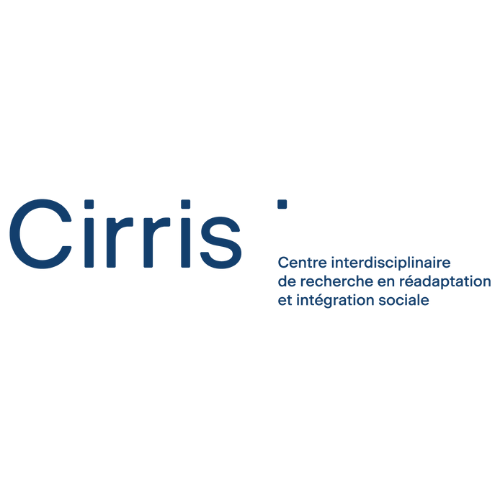 Cirris
Centre interdisciplinaire
de recherche en réadaptation
et intégration sociale